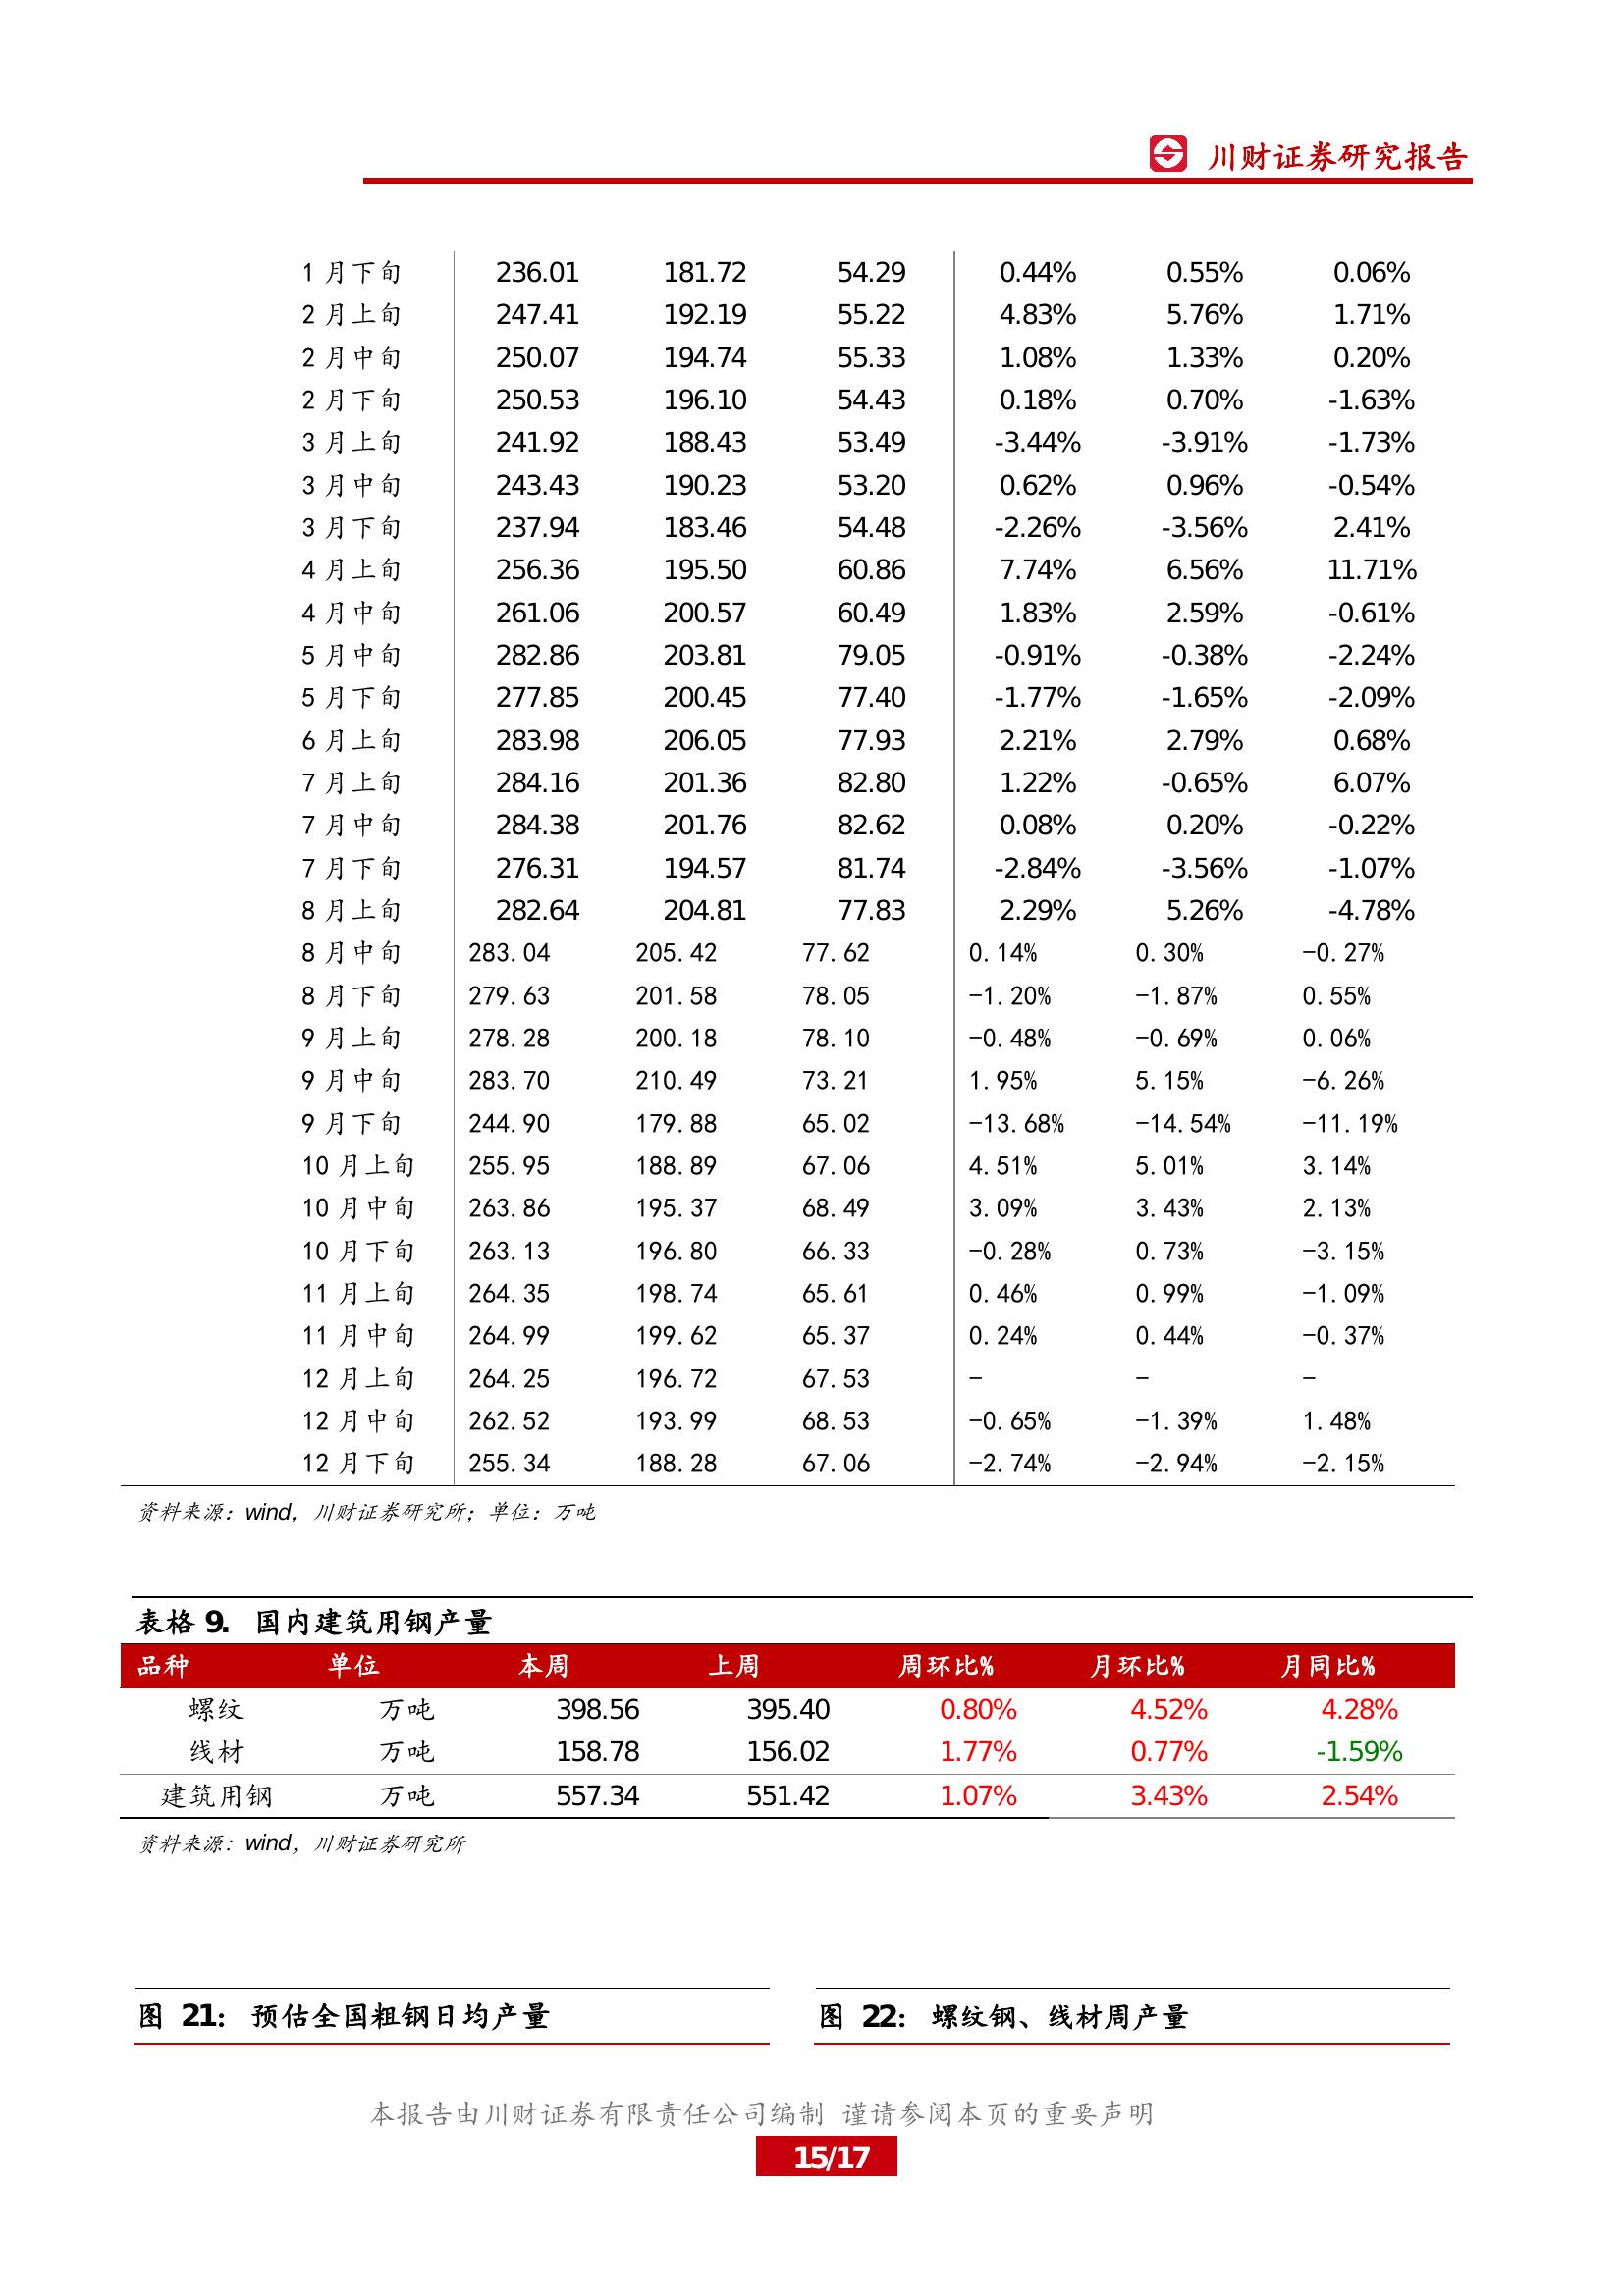 川财证券研究报告
1 月下旬 236.01 181.72 54.29 0.44% 0.55% 0.06%
2 月上旬 247.41 192.19 55.22 4.83% 5.76% 1.71%
2 月中旬 250.07 194.74 55.33 1.08% 1.33% 0.20%
2 月下旬 250.53 196.10 54.43 0.18% 0.70% -1.63%
3 月上旬 241.92 188.43 53.49 -3.44% -3.91% -1.73%
3 月中旬 243.43 190.23 53.20 0.62% 0.96% -0.54%
3 月下旬 237.94 183.46 54.48 -2.26% -3.56% 2.41%
4 月上旬 256.36 195.50 60.86 7.74% 6.56% 11.71%
4 月中旬 261.06 200.57 60.49 1.83% 2.59% -0.61%
5 月中旬 282.86 203.81 79.05 -0.91% -0.38% -2.24%
5 月下旬 277.85 200.45 77.40 -1.77% -1.65% -2.09%
6 月上旬 283.98 206.05 77.93 2.21% 2.79% 0.68%
7 月上旬 284.16 201.36 82.80 1.22% -0.65% 6.07%
7 月中旬 284.38 201.76 82.62 0.08% 0.20% -0.22%
7 月下旬 276.31 194.57 81.74 -2.84% -3.56% -1.07%
8 月上旬 282.64 204.81 77.83 2.29% 5.26% -4.78%
8 月中旬 283.04 205.42 77.62 0.14% 0.30% -0.27%
8 月下旬 279.63 201.58 78.05 -1.20% -1.87% 0.55%
9 月上旬 278.28 200.18 78.10 -0.48% -0.69% 0.06%
9 月中旬 283.70 210.49 73.21 1.95% 5.15% -6.26%
9 月下旬 244.90 179.88 65.02 -13.68% -14.54% -11.19%
10 月上旬 255.95 188.89 67.06 4.51% 5.01% 3.14%
10 月中旬 263.86 195.37 68.49 3.09% 3.43% 2.13%
10 月下旬 263.13 196.80 66.33 -0.28% 0.73% -3.15%
11 月上旬 264.35 198.74 65.61 0.46% 0.99% -1.09%
11 月中旬 264.99 199.62 65.37 0.24% 0.44% -0.37%
12 月上旬 264.25 196.72 67.53 - - -
12 月中旬 262.52 193.99 68.53 -0.65% -1.39% 1.48%
12 月下旬 255.34 188.28 67.06 -2.74% -2.94% -2.15%
资料来源：wind，川财证券研究所；单位：万吨
表格 9. 国内建筑用钢产量
品种 单位 本周 上周 周环比% 月环比% 月同比%
螺纹 万吨 398.56 395.40 0.80% 4.52% 4.28%
线材 万吨 158.78 156.02 1.77% 0.77% -1.59%
建筑用钢 万吨 557.34 551.42 1.07% 3.43% 2.54%
资料来源：wind，川财证券研究所
图 21： 预估全国粗钢日均产量
图 22： 螺纹钢、线材周产量
本报告由川财证券有限责任公司编制 谨请参阅本页的重要声明
15/17